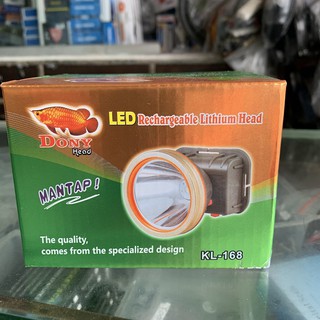 DONY
Head
LED Rechargeable Lithium Head
MANTAP!
The quality,
comes from the specialized design
KL-168